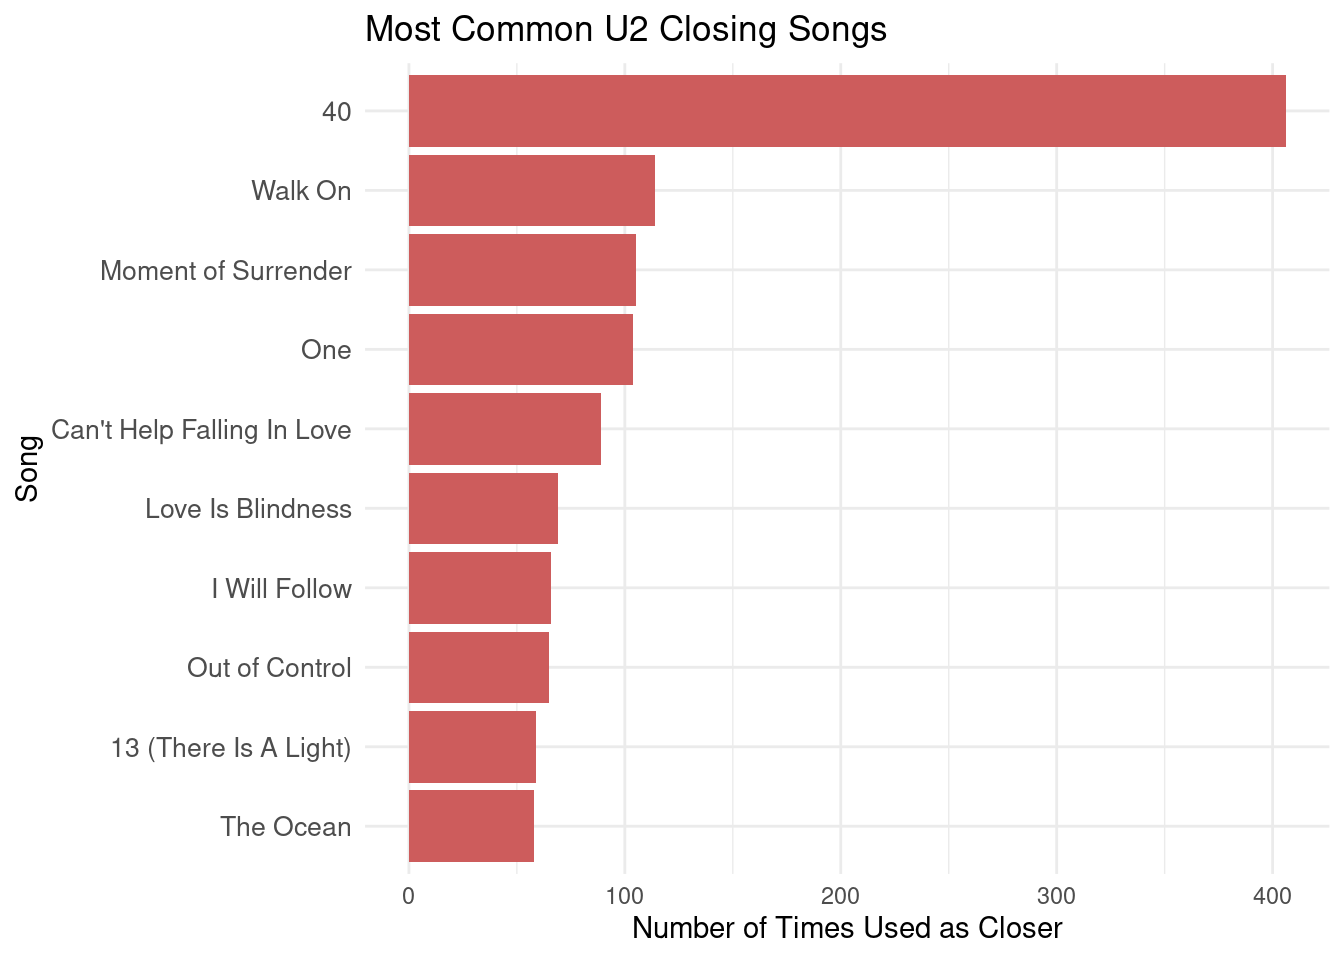 Most Common U2 Closing Songs
40
Walk On
Moment of Surrender
One
Can't Help Falling In Love
Love Is Blindness
I Will Follow
Out of Control
13 (There Is A Light)
The Ocean
Song
0 100 200 300 400
Number of Times Used as Closer